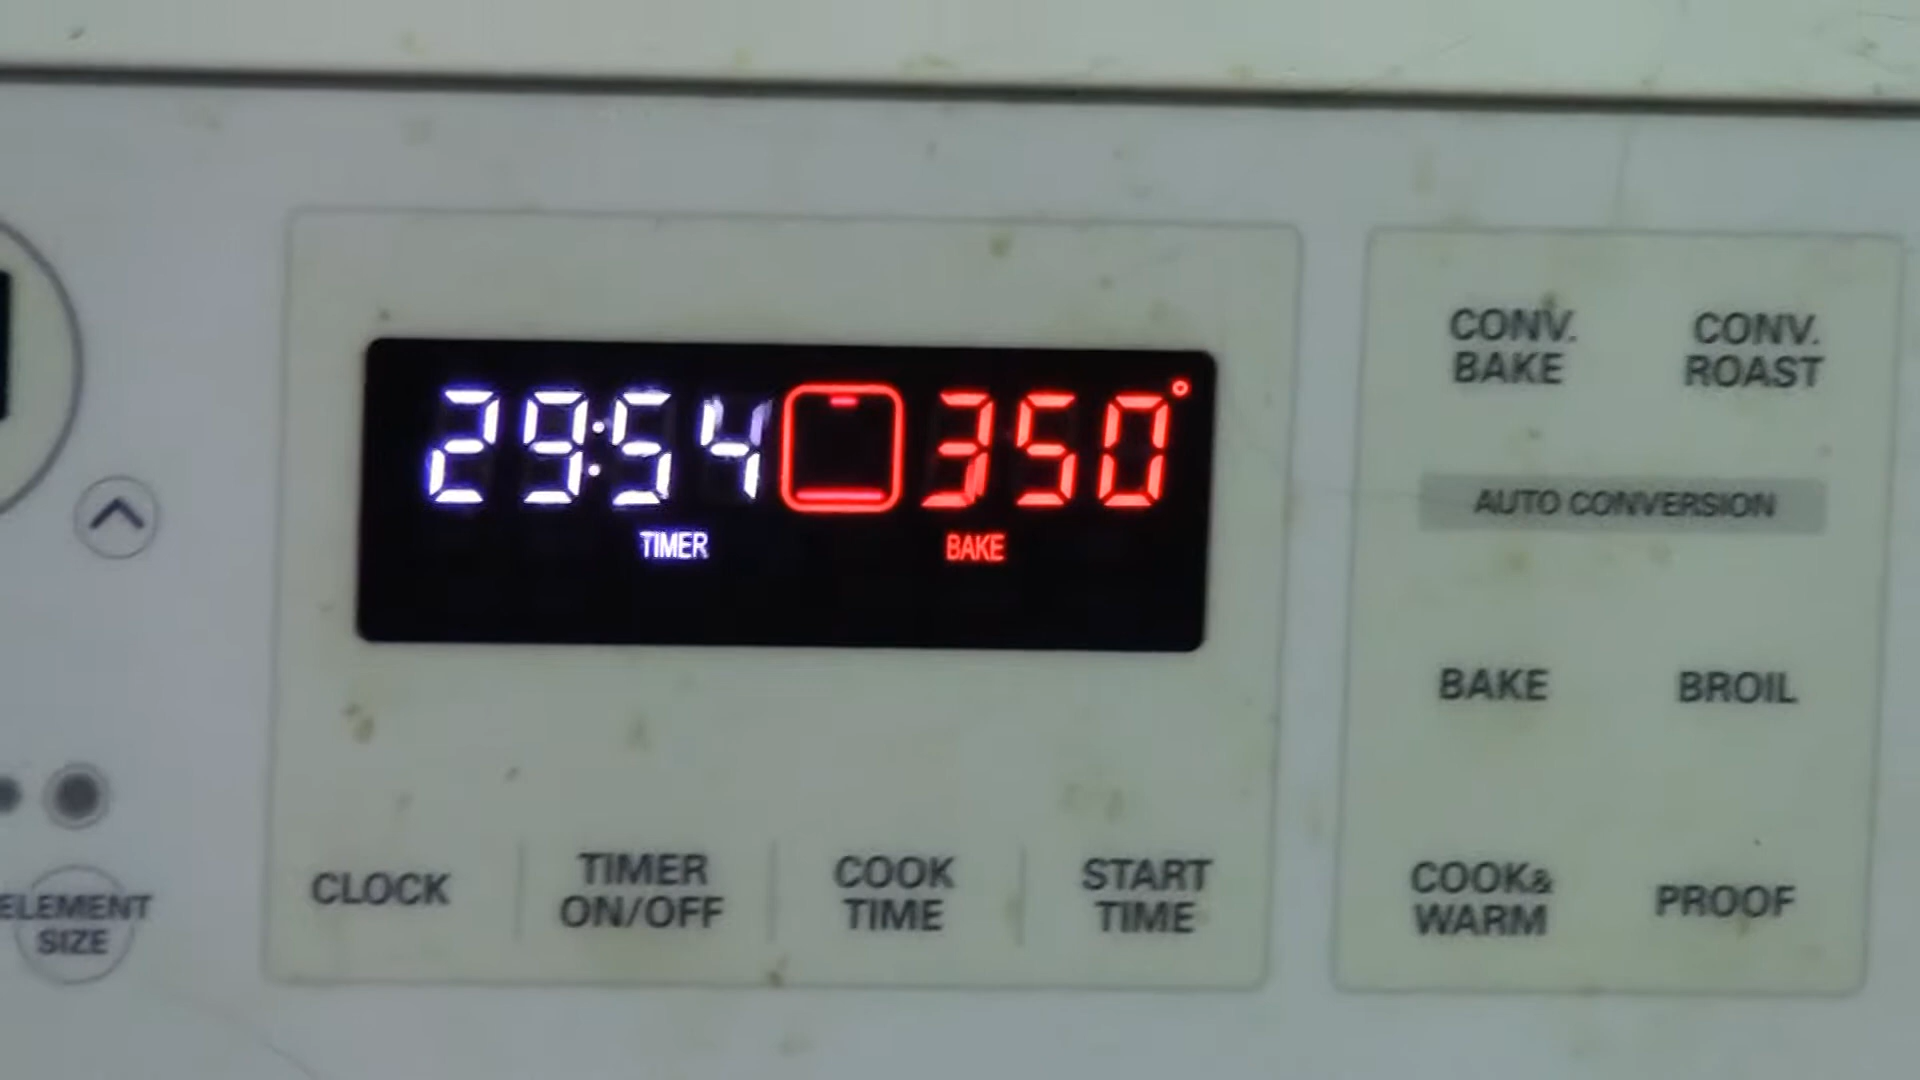 29:54 350°
TIMER BAKE
CLOCK
TIMER
ON/OFF
COOK
TIME
START
TIME
CONV.
BAKE
CONV.
ROAST
AUTO CONVERSION
BAKE
BROIL
COOK&
WARM
PROOF
ELEMENT
SIZE